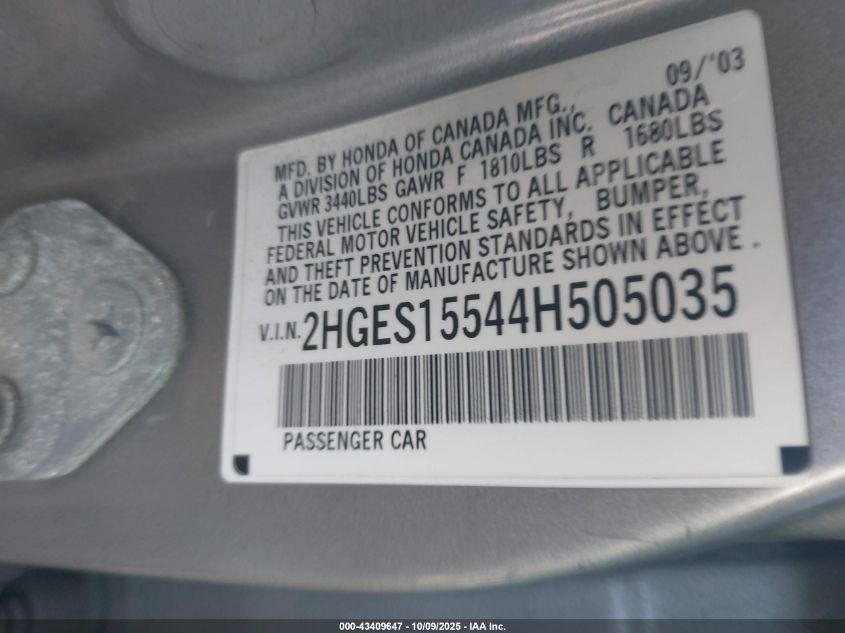 09/'03
MFD. BY HONDA OF CANADA MFG.,
A DIVISION OF HONDA CANADA INC. CANADA
GVWR 3440LBS GAWR F 1810LBS R 1680LBS
THIS VEHICLE CONFORMS TO ALL APPLICABLE
FEDERAL MOTOR VEHICLE SAFETY, BUMPER,
AND THEFT PREVENTION STANDARDS IN EFFECT
ON THE DATE OF MANUFACTURE SHOWN ABOVE.
V.I.N. 2HGES15544H505035
PASSENGER CAR
000-43409647 - 10/09/2025 - IAA Inc.